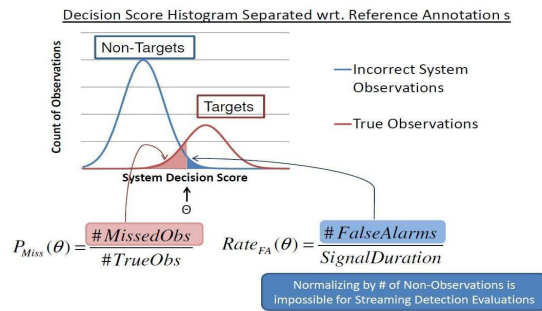 Decision Score Histogram Separated wrt. Reference Annotation s
Non-Targets
Targets
Count of Observations
Incorrect System
Observations
True Observations
System Decision Score
Θ
P_Miss(θ) = #MissedObs / #TrueObs
Rate_FA(θ) = #FalseAlarms / SignalDuration
Normalizing by # of Non-Observations is
impossible for Streaming Detection Evaluations